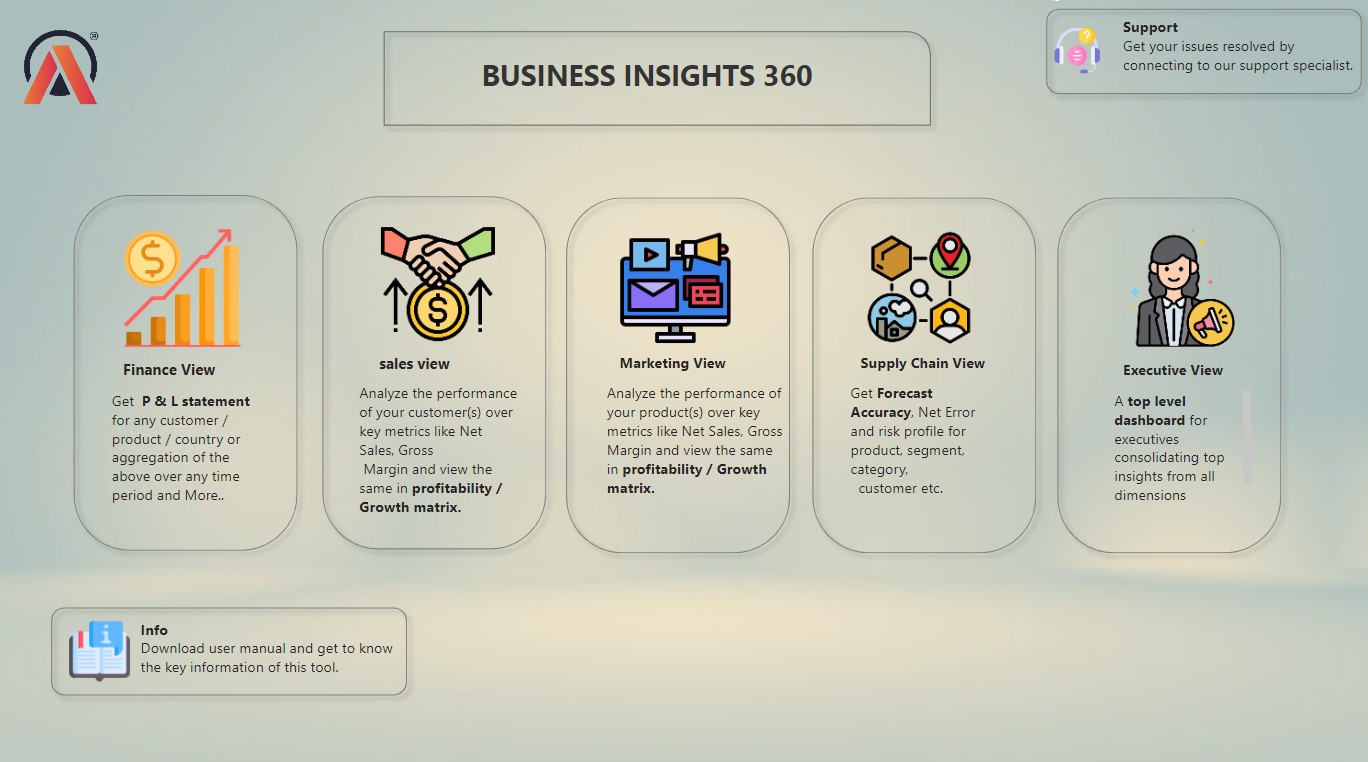 BUSINESS INSIGHTS 360
Support
Get your issues resolved by
connecting to our support specialist.
®
Finance View
Get P & L statement
for any customer /
product / country or
aggregation of the
above over any time
period and More..
sales view
Analyze the performance
of your customer(s) over
key metrics like Net
Sales, Gross
Margin and view the
same in profitability /
Growth matrix.
Marketing View
Analyze the performance of
your product(s) over key
metrics like Net Sales, Gross
Margin and view the same
in profitability / Growth
matrix.
Supply Chain View
Get Forecast
Accuracy, Net Error
and risk profile for
product, segment,
category,
customer etc.
Executive View
A top level
dashboard for
executives
consolidating top
insights from all
dimensions
Info
Download user manual and get to know
the key information of this tool.